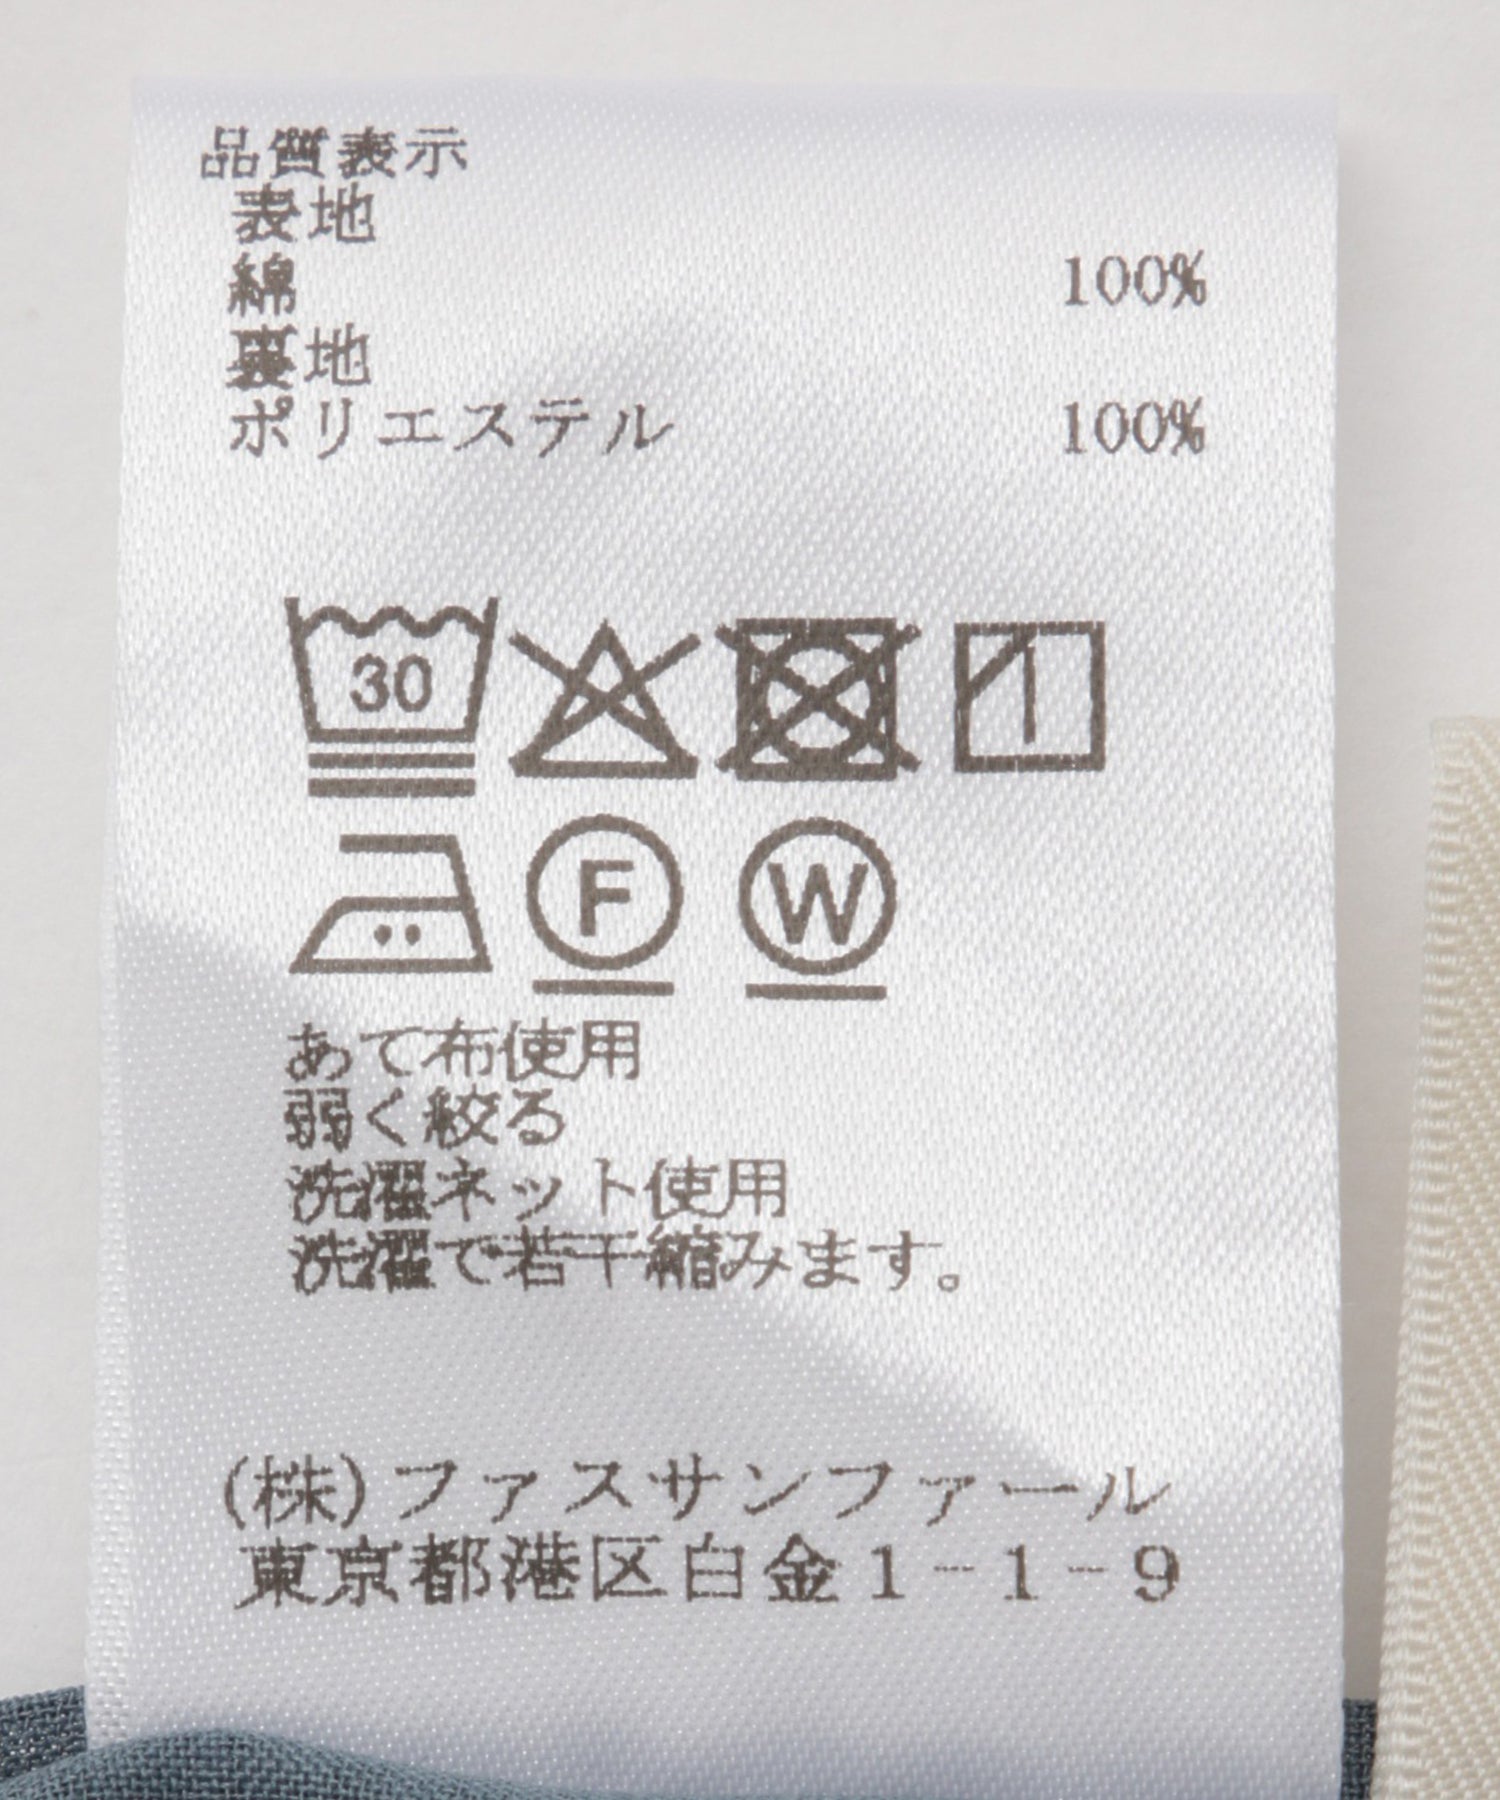 品質表示
表地
綿 100%
裏地
ポリエステル 100%
30
F W
あて布使用
弱く絞る
洗濯ネット使用
洗濯で若干縮みます。
(株)ファスサンファール
東京都港区白金1-1-9